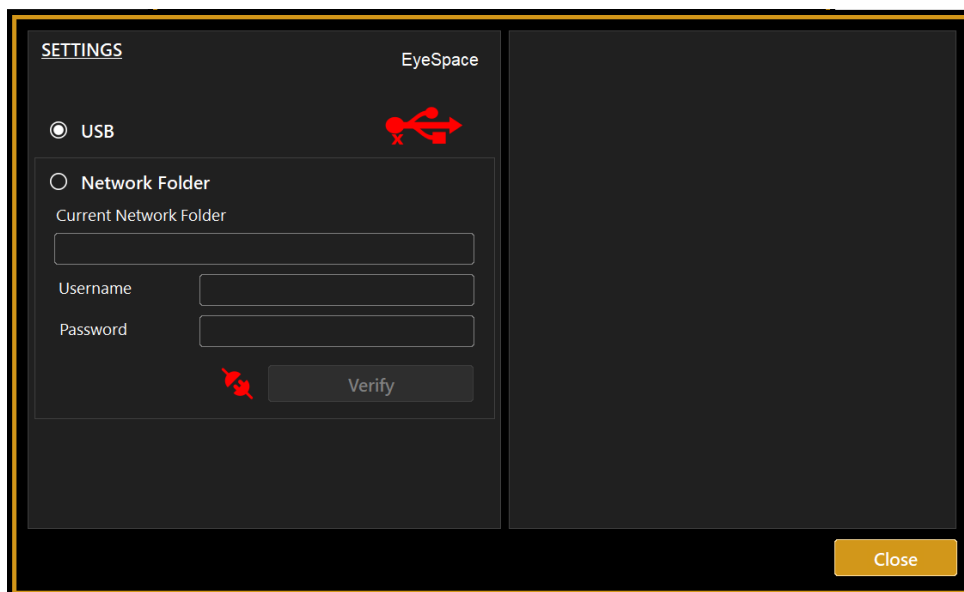 SETTINGS
EyeSpace
USB
Network Folder
Current Network Folder
Username
Password
Verify
Close